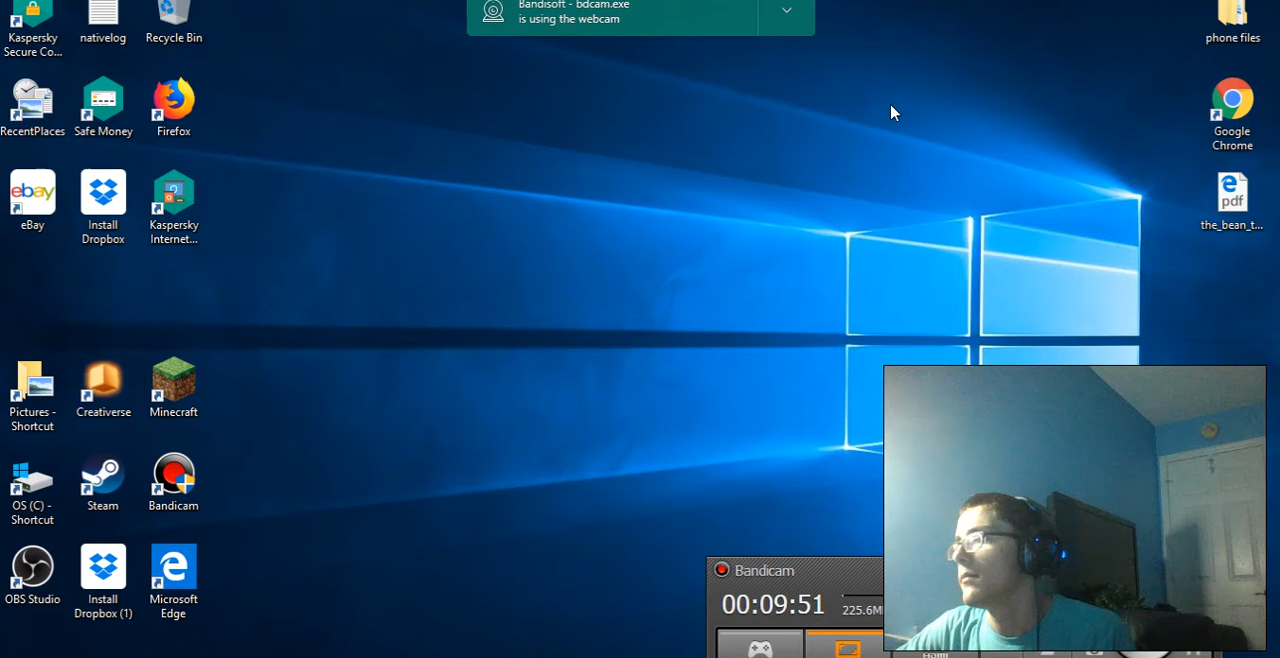 Bandisoft - bdcam.exe
is using the webcam
Kaspersky
Secure Co...
nativelog
Recycle Bin
phone files
RecentPlaces
Safe Money
Firefox
Google
Chrome
ebay
eBay
Install
Dropbox
Kaspersky
Internet...
pdf
the_bean_t...
Pictures -
Shortcut
Creativerse
Minecraft
OS (C) -
Shortcut
Steam
Bandicam
OBS Studio
Install
Dropbox (1)
Microsoft
Edge
Bandicam
00:09:51
225.6M